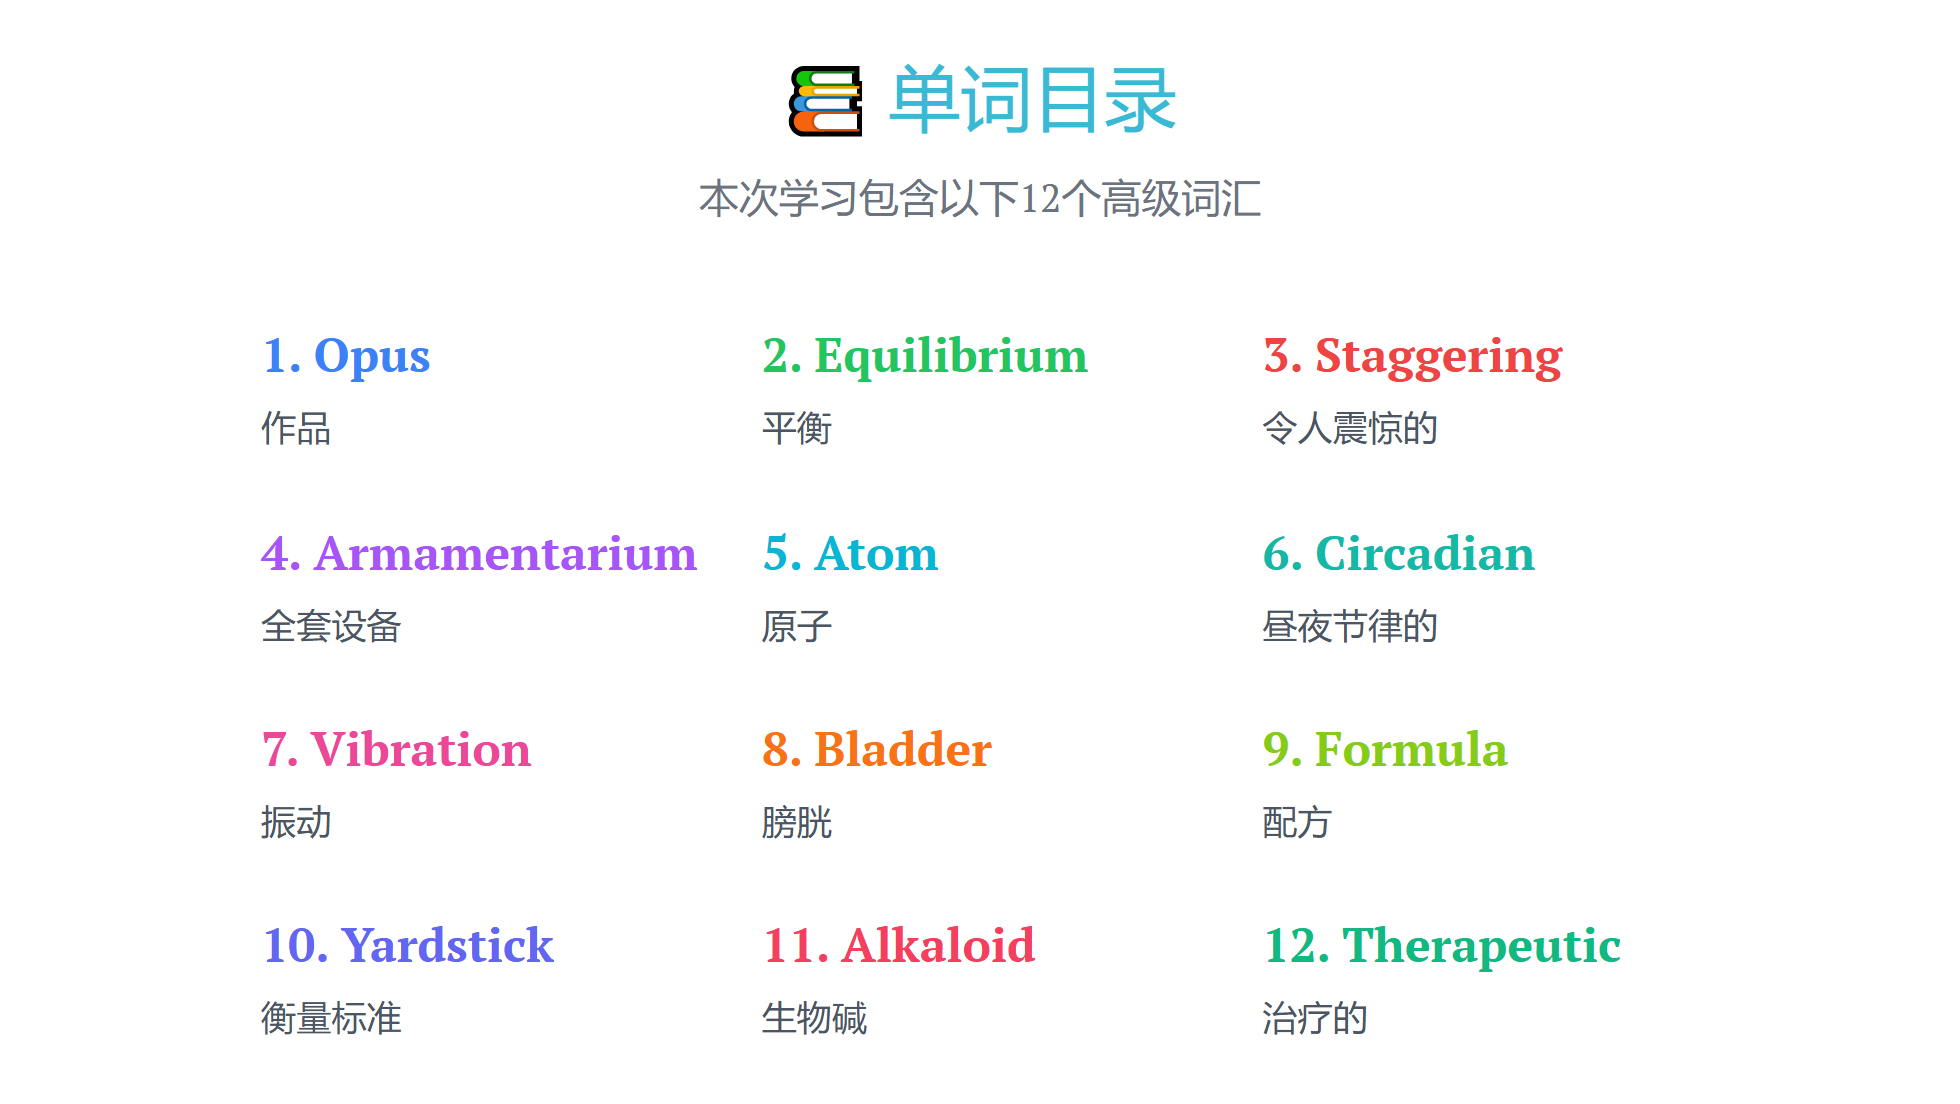 单词目录
本次学习包含以下12个高级词汇
1. Opus
作品
2. Equilibrium
平衡
3. Staggering
令人震惊的
4. Armamentarium
全套设备
5. Atom
原子
6. Circadian
昼夜节律的
7. Vibration
振动
8. Bladder
膀胱
9. Formula
配方
10. Yardstick
衡量标准
11. Alkaloid
生物碱
12. Therapeutic
治疗的